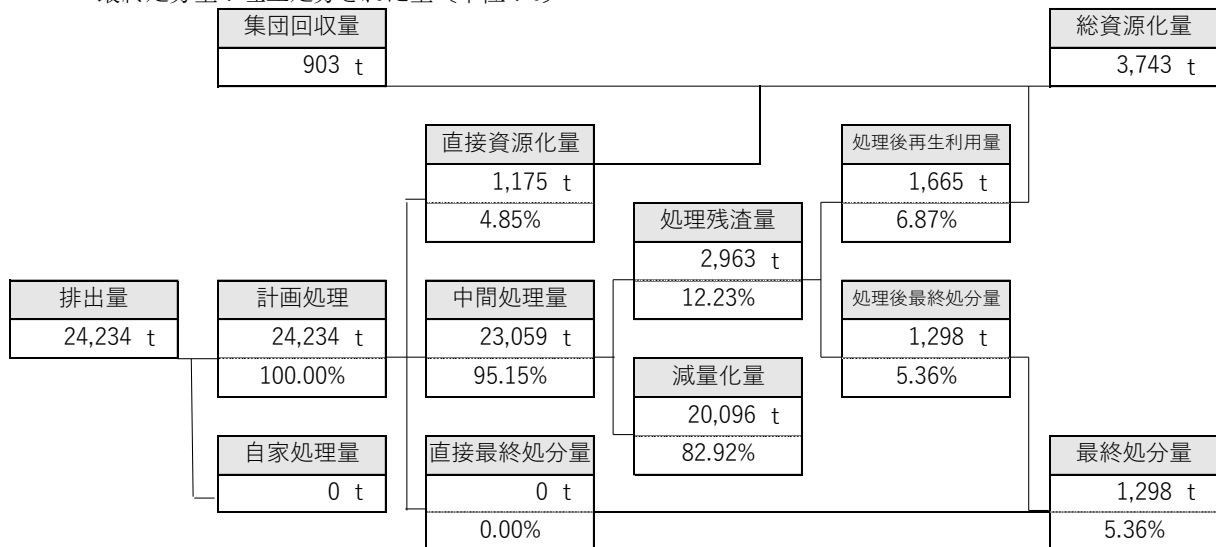 集団回収量
903 t
総資源化量
3,743 t
直接資源化量
1,175 t
4.85%
処理後再生利用量
1,665 t
6.87%
処理残渣量
2,963 t
12.23%
排出量
24,234 t
計画処理
24,234 t
100.00%
中間処理量
23,059 t
95.15%
処理後最終処分量
1,298 t
5.36%
減量化量
20,096 t
82.92%
自家処理量
0 t
直接最終処分量
0 t
0.00%
最終処分量
1,298 t
5.36%